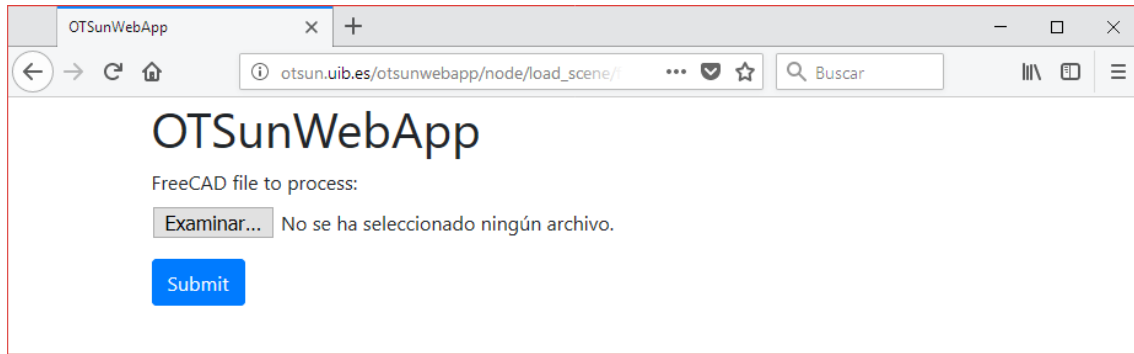 OTSunWebApp
otsun.uib.es/otsunwebapp/node/load_scene/
Buscar
OTSunWebApp
FreeCAD file to process:
Examinar... No se ha seleccionado ningún archivo.
Submit